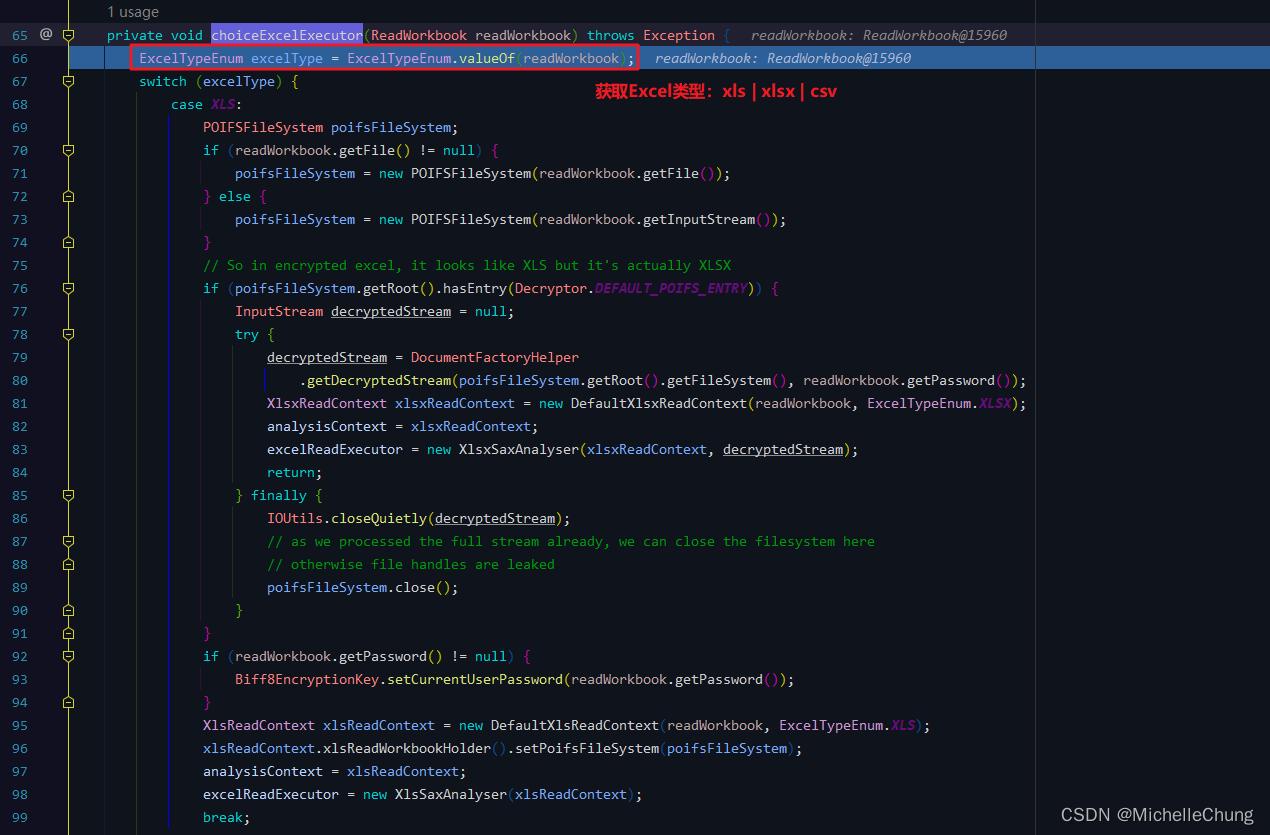 1 usage
65 @ private void choiceExcelExecutor(ReadWorkbook readWorkbook) throws Exception { readWorkbook: ReadWorkbook@15960
66 ExcelTypeEnum excelType = ExcelTypeEnum.valueOf(readWorkbook); readWorkbook: ReadWorkbook@15960
67 switch (excelType) {
获取Excel类型：xls | xlsx | csv
68 case XLS:
69 POIFSFileSystem poifsFileSystem;
70 if (readWorkbook.getFile() != null) {
71 poifsFileSystem = new POIFSFileSystem(readWorkbook.getFile());
72 } else {
73 poifsFileSystem = new POIFSFileSystem(readWorkbook.getInputStream());
74 }
75 // So in encrypted excel, it looks like XLS but it's actually XLSX
76 if (poifsFileSystem.getRoot().hasEntry(Decryptor.DEFAULT_POIFS_ENTRY)) {
77 InputStream decryptedStream = null;
78 try {
79 decryptedStream = DocumentFactoryHelper
80 .getDecryptedStream(poifsFileSystem.getRoot().getFileSystem(), readWorkbook.getPassword());
81 XlsxReadContext xlsxReadContext = new DefaultXlsxReadContext(readWorkbook, ExcelTypeEnum.XLSX);
82 analysisContext = xlsxReadContext;
83 excelReadExecutor = new XlsxSaxAnalyser(xlsxReadContext, decryptedStream);
84 return;
85 } finally {
86 IOUtils.closeQuietly(decryptedStream);
87 // as we processed the full stream already, we can close the filesystem here
88 // otherwise file handles are leaked
89 poifsFileSystem.close();
90 }
91 }
92 if (readWorkbook.getPassword() != null) {
93 Biff8EncryptionKey.setCurrentUserPassword(readWorkbook.getPassword());
94 }
95 XlsReadContext xlsReadContext = new DefaultXlsReadContext(readWorkbook, ExcelTypeEnum.XLS);
96 xlsReadContext.xlsReadWorkbookHolder().setPoifsFileSystem(poifsFileSystem);
97 analysisContext = xlsReadContext;
98 excelReadExecutor = new XlsSaxAnalyser(xlsReadContext);
99 break;
CSDN @MichelleChung